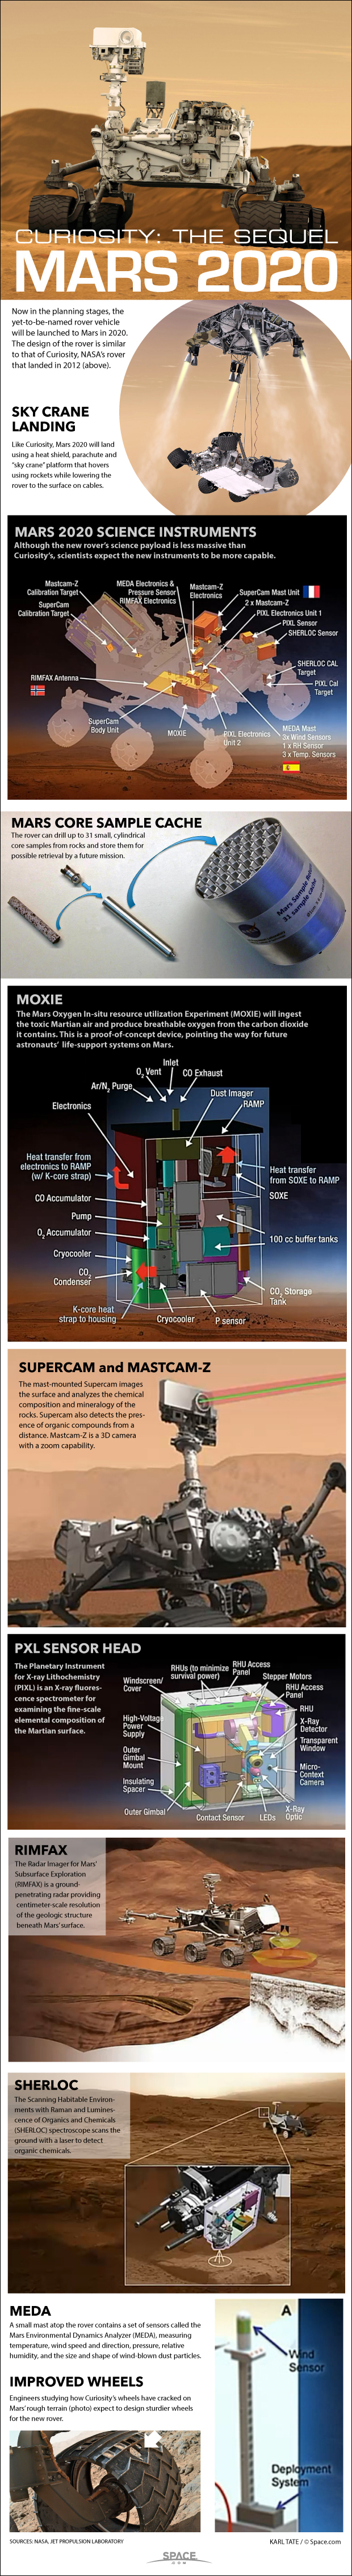 CURIOSITY: THE SEQUEL
MARS 2020
Now in the planning stages, the
yet-to-be-named rover vehicle
will be launched to Mars in 2020.
The design of the rover is similar
to that of Curiosity, NASA's rover
that landed in 2012 (above).
SKY CRANE
LANDING
Like Curiosity, Mars 2020 will land
using a heat shield, parachute and
"sky crane" platform that hovers
using rockets while lowering the
rover to the surface on cables.
MARS 2020 SCIENCE INSTRUMENTS
Although the new rover's science payload is less massive than
Curiosity's, scientists expect the new instruments to be more capable.
Mastcam-Z
Calibration Target
SuperCam
Calibration Target
MEDA Electronics &
Pressure Sensor
RIMFAX Electronics
Mastcam-Z
Electronics
SuperCam Mast Unit
2 x Mastcam-Z
PIXL Electronics Unit 1
PIXL Sensor
SHERLOC Sensor
RIMFAX Antenna
SHERLOC CAL
Target
PIXL Cal
Target
SuperCam
Body Unit
MOXIE
PIXL Electronics
Unit 2
MEDA Mast
3x Wind Sensors
1 x RH Sensor
3 x Temp. Sensors
MARS CORE SAMPLE CACHE
The rover can drill up to 31 small, cylindrical
core samples from rocks and store them for
possible retrieval by a future mission.
31 sample cache
MOXIE
The Mars Oxygen In-situ resource utilization Experiment (MOXIE) will ingest
the toxic Martian air and produce breathable oxygen from the carbon dioxide
it contains. This is a proof-of-concept device, pointing the way for future
astronauts' life-support systems on Mars.
Inlet
O2 Vent
CO Exhaust
Ar/N2 Purge
Dust Imager
Electronics
RAMP
Heat transfer from
electronics to RAMP
(w/ K-core strap)
Heat transfer
from SOXE to RAMP
CO Accumulator
SOXE
Pump
O2 Accumulator
100 cc buffer tanks
Cryocooler
CO2
Condenser
CO2 Storage
Tank
K-core heat
strap to housing
Cryocooler
P sensor
SUPERCAM and MASTCAM-Z
The mast-mounted Supercam images
the surface and analyzes the chemical
composition and mineralogy of the
rocks. Supercam also detects the pres-
ence of organic compounds from a
distance. Mastcam-Z is a 3D camera
with a zoom capability.
PXL SENSOR HEAD
The Planetary Instrument
for X-ray Lithochemistry
(PIXL) is an X-ray fluores-
cence spectrometer for
examining the fine-scale
elemental composition of
the Martian surface.
Windscreen/
Cover
RHUs (to minimize
survival power)
RHU Access
Panel
Stepper Motors
RHU Access
Panel
High-Voltage
Power
Supply
RHU
X-Ray
Detector
Transparent
Window
Outer
Gimbal
Mount
Micro-
Context
Camera
Insulating
Spacer
Outer Gimbal
Contact Sensor
LEDs
X-Ray
Optic
RIMFAX
The Radar Imager for Mars'
Subsurface Exploration
(RIMFAX) is a ground-
penetrating radar providing
centimeter-scale resolution
of the geologic structure
beneath Mars' surface.
SHERLOC
The Scanning Habitable Environ-
ments with Raman and Lumines-
cence of Organics and Chemicals
(SHERLOC) spectroscope scans the
ground with a laser to detect
organic chemicals.
MEDA
A small mast atop the rover contains a set of sensors called the
Mars Environmental Dynamics Analyzer (MEDA), measuring
temperature, wind speed and direction, pressure, relative
humidity, and the size and shape of wind-blown dust particles.
A
Wind
Sensor
Deployment
System
IMPROVED WHEELS
Engineers studying how Curiosity's wheels have cracked on
Mars' rough terrain (photo) expect to design sturdier wheels
for the new rover.
SOURCES: NASA, JET PROPULSION LABORATORY
KARL TATE / © Space.com
SPACE
.COM